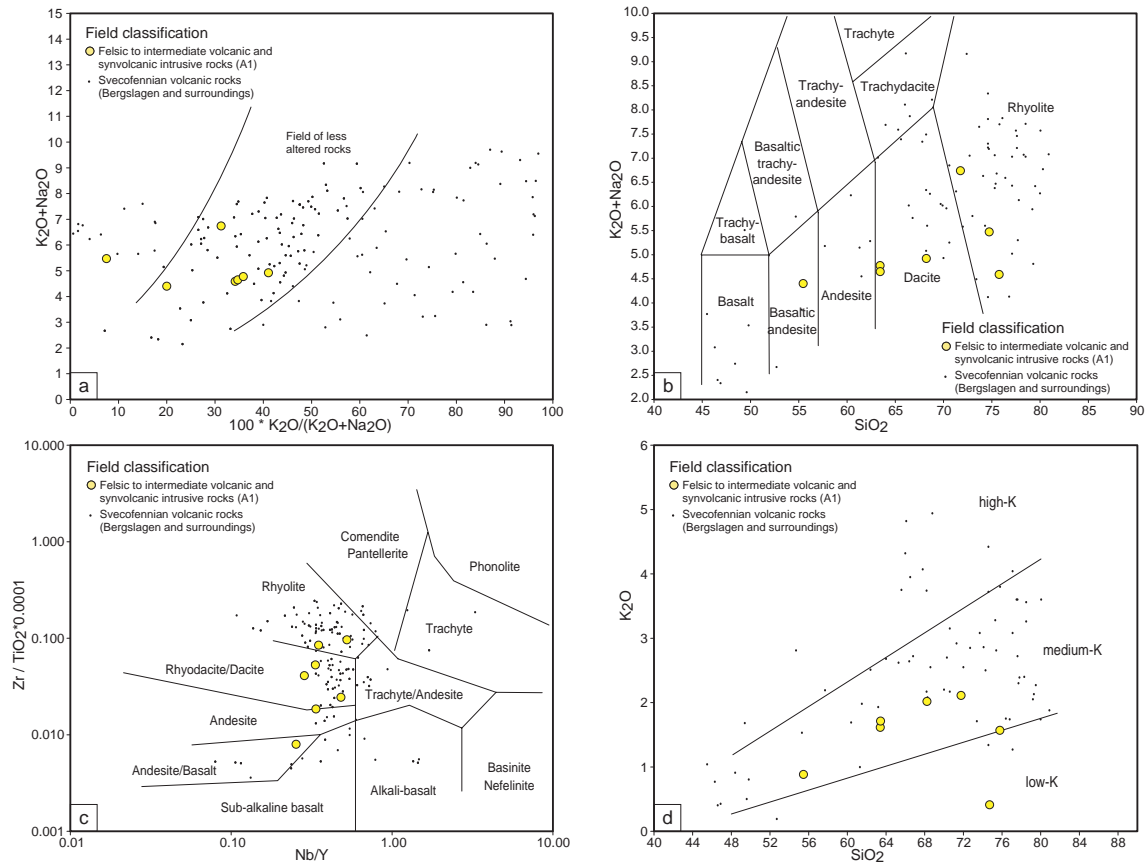 15
14
13
12
11
10
9
8
7
6
5
4
3
2
1
0
K2O+Na2O
Field classification
Felsic to intermediate volcanic and
synvolcanic intrusive rocks (A1)
Svecofennian volcanic rocks
(Bergslagen and surroundings)
Field of less
altered rocks
a
0 10 20 30 40 50 60 70 80 90 100
100 * K2O/(K2O+Na2O)
10.0
9.5
9.0
8.5
8.0
7.5
7.0
6.5
6.0
5.5
5.0
4.5
4.0
3.5
3.0
2.5
2.0
K2O+Na2O
Trachyte
Trachy-
andesite
Trachydacite
Rhyolite
Basaltic
trachy-
andesite
Trachy-
basalt
Basalt
Basaltic
andesite
Andesite
Dacite
Field classification
Felsic to intermediate volcanic and
synvolcanic intrusive rocks (A1)
Svecofennian volcanic rocks
(Bergslagen and surroundings)
b
40 45 50 55 60 65 70 75 80 85 90
SiO2
10.000
1.000
0.100
0.010
0.001
Zr / TiO2*0.0001
Field classification
Felsic to intermediate volcanic and
synvolcanic intrusive rocks (A1)
Svecofennian volcanic rocks
(Bergslagen and surroundings)
Comendite
Pantellerite
Phonolite
Rhyolite
Trachyte
Rhyodacite/Dacite
Trachyte/Andesite
Andesite
Andesite/Basalt
Sub-alkaline basalt
Alkali-basalt
Basinite
Nefelinite
c
0.01 0.10 1.00 10.00
Nb/Y
6
5
4
3
2
1
0
K2O
Field classification
Felsic to intermediate volcanic and
synvolcanic intrusive rocks (A1)
Svecofennian volcanic rocks
(Bergslagen and surroundings)
high-K
medium-K
low-K
d
40 44 48 52 56 60 64 68 72 76 80 84 88
SiO2